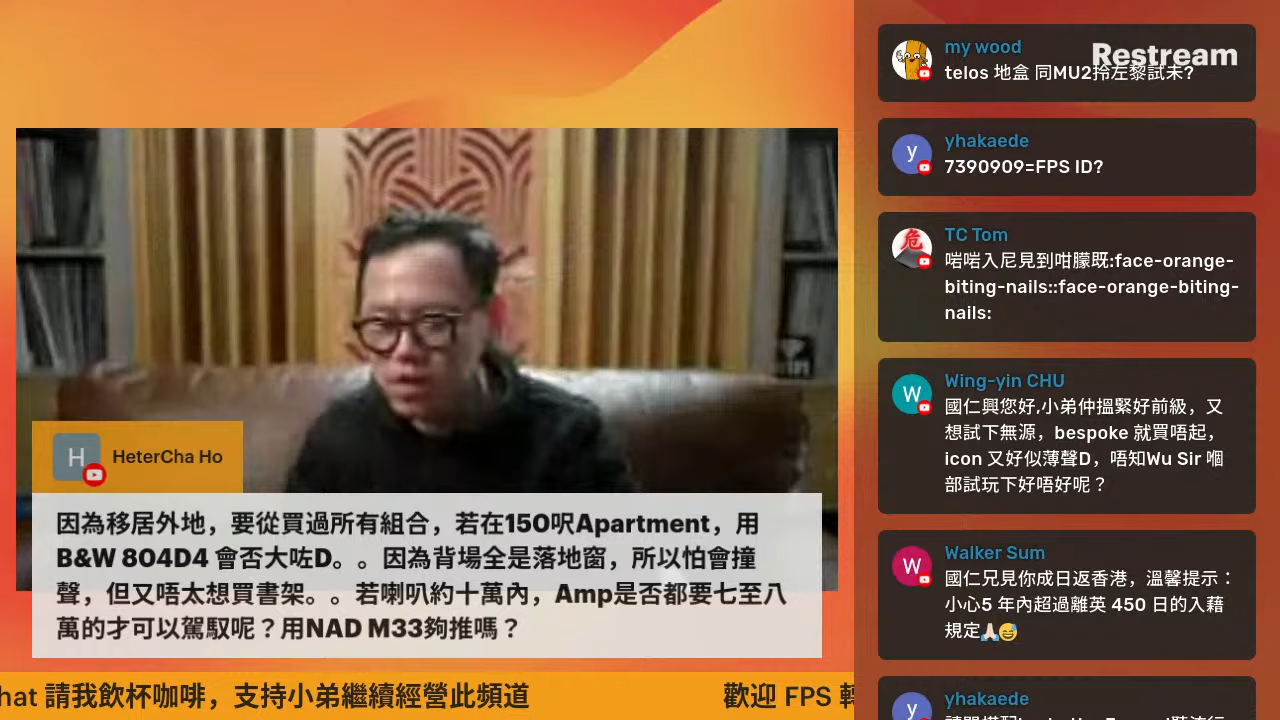 Restream
my wood
telos 地盒 同MU2拎左黎試未?
yhakaede
7390909=FPS ID?
TC Tom
啱啱入尼見到咁朦既:face-orange-
biting-nails::face-orange-biting-
nails:
Wing-yin CHU
國仁興您好,小弟仲搵緊好前級，又
想試下無源，bespoke 就買唔起，
icon 又好似薄聲D，唔知Wu Sir 嗰
部試玩下好唔好呢？
Walker Sum
國仁兄見你成日返香港，溫馨提示：
小心5 年內超過離英 450 日的入藉
規定🙏🏻😅
yhakaede
H
HeterCha Ho
因為移居外地，要從買過所有組合，若在150呎Apartment，用
B&W 804D4 會否大咗D。。因為背場全是落地窗，所以怕會撞
聲，但又唔太想買書架。。若喇叭約十萬內，Amp是否都要七至八
萬的才可以駕馭呢？用NAD M33夠推嗎？
hat 請我飲杯咖啡，支持小弟繼續經營此頻道
歡迎 FPS 轉